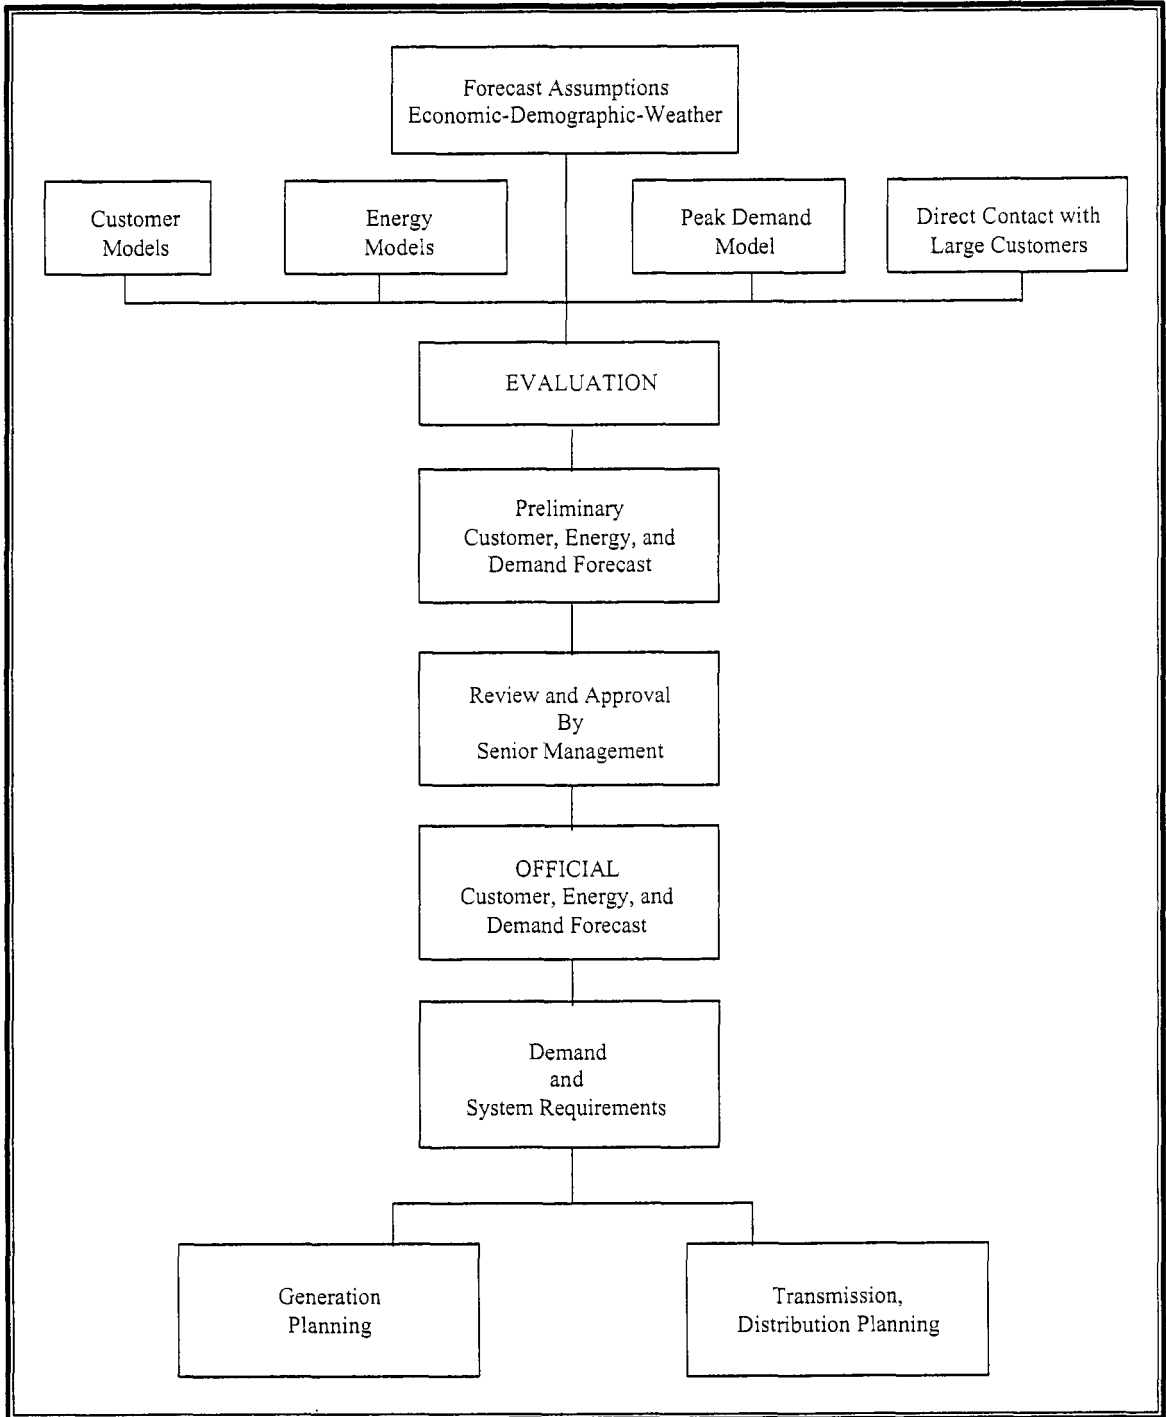 Forecast Assumptions
Economic-Demographic-Weather
Customer
Models
Energy
Models
Peak Demand
Model
Direct Contact with
Large Customers
EVALUATION
Preliminary
Customer, Energy, and
Demand Forecast
Review and Approval
By
Senior Management
OFFICIAL
Customer, Energy, and
Demand Forecast
Demand
and
System Requirements
Generation
Planning
Transmission,
Distribution Planning